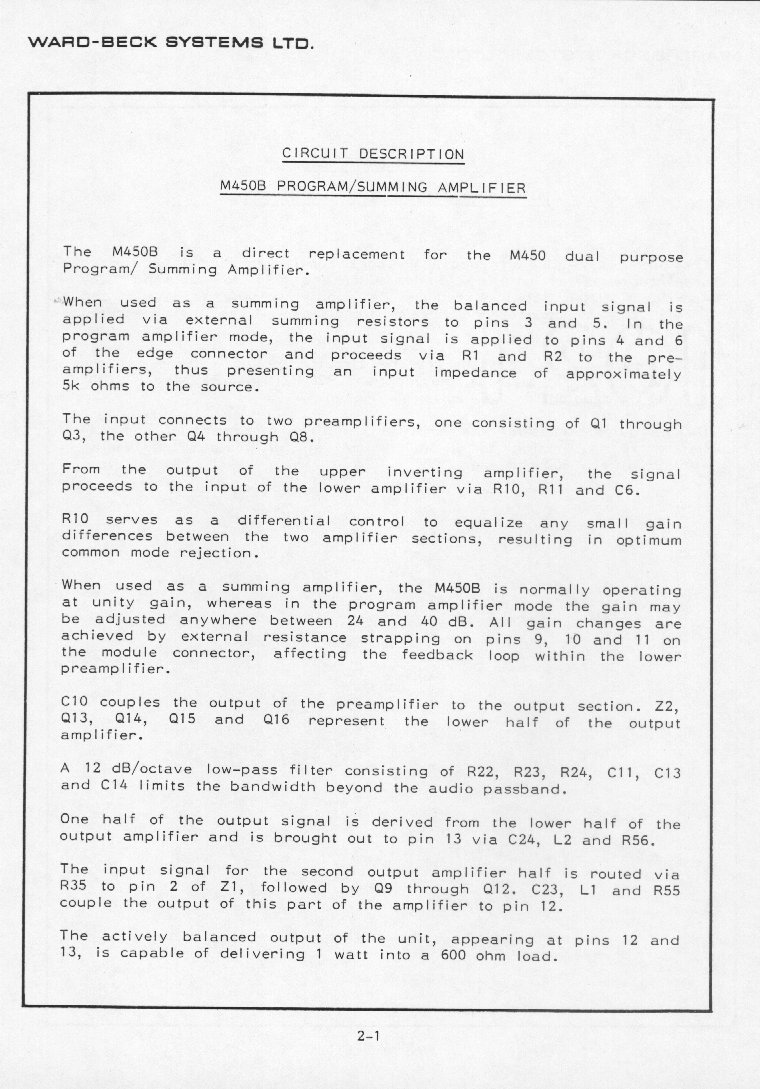 WARD-BECK SYSTEMS LTD.
CIRCUIT DESCRIPTION
M450B PROGRAM/SUMMING AMPLIFIER
The M450B is a direct replacement for the M450 dual purpose
Program/ Summing Amplifier.
When used as a summing amplifier, the balanced input signal is
applied via external summing resistors to pins 3 and 5. In the
program amplifier mode, the input signal is applied to pins 4 and 6
of the edge connector and proceeds via R1 and R2 to the pre-
amplifiers, thus presenting an input impedance of approximately
5k ohms to the source.
The input connects to two preamplifiers, one consisting of Q1 through
Q3, the other Q4 through Q8.
From the output of the upper inverting amplifier, the signal
proceeds to the input of the lower amplifier via R10, R11 and C6.
R10 serves as a differential control to equalize any small gain
differences between the two amplifier sections, resulting in optimum
common mode rejection.
When used as a summing amplifier, the M450B is normally operating
at unity gain, whereas in the program amplifier mode the gain may
be adjusted anywhere between 24 and 40 dB. All gain changes are
achieved by external resistance strapping on pins 9, 10 and 11 on
the module connector, affecting the feedback loop within the lower
preamplifier.
C10 couples the output of the preamplifier to the output section. Z2,
Q13, Q14, Q15 and Q16 represent the lower half of the output
amplifier.
A 12 dB/octave low-pass filter consisting of R22, R23, R24, C11, C13
and C14 limits the bandwidth beyond the audio passband.
One half of the output signal is derived from the lower half of the
output amplifier and is brought out to pin 13 via C24, L2 and R56.
The input signal for the second output amplifier half is routed via
R35 to pin 2 of Z1, followed by Q9 through Q12. C23, L1 and R55
couple the output of this part of the amplifier to pin 12.
The actively balanced output of the unit, appearing at pins 12 and
13, is capable of delivering 1 watt into a 600 ohm load.
2-1